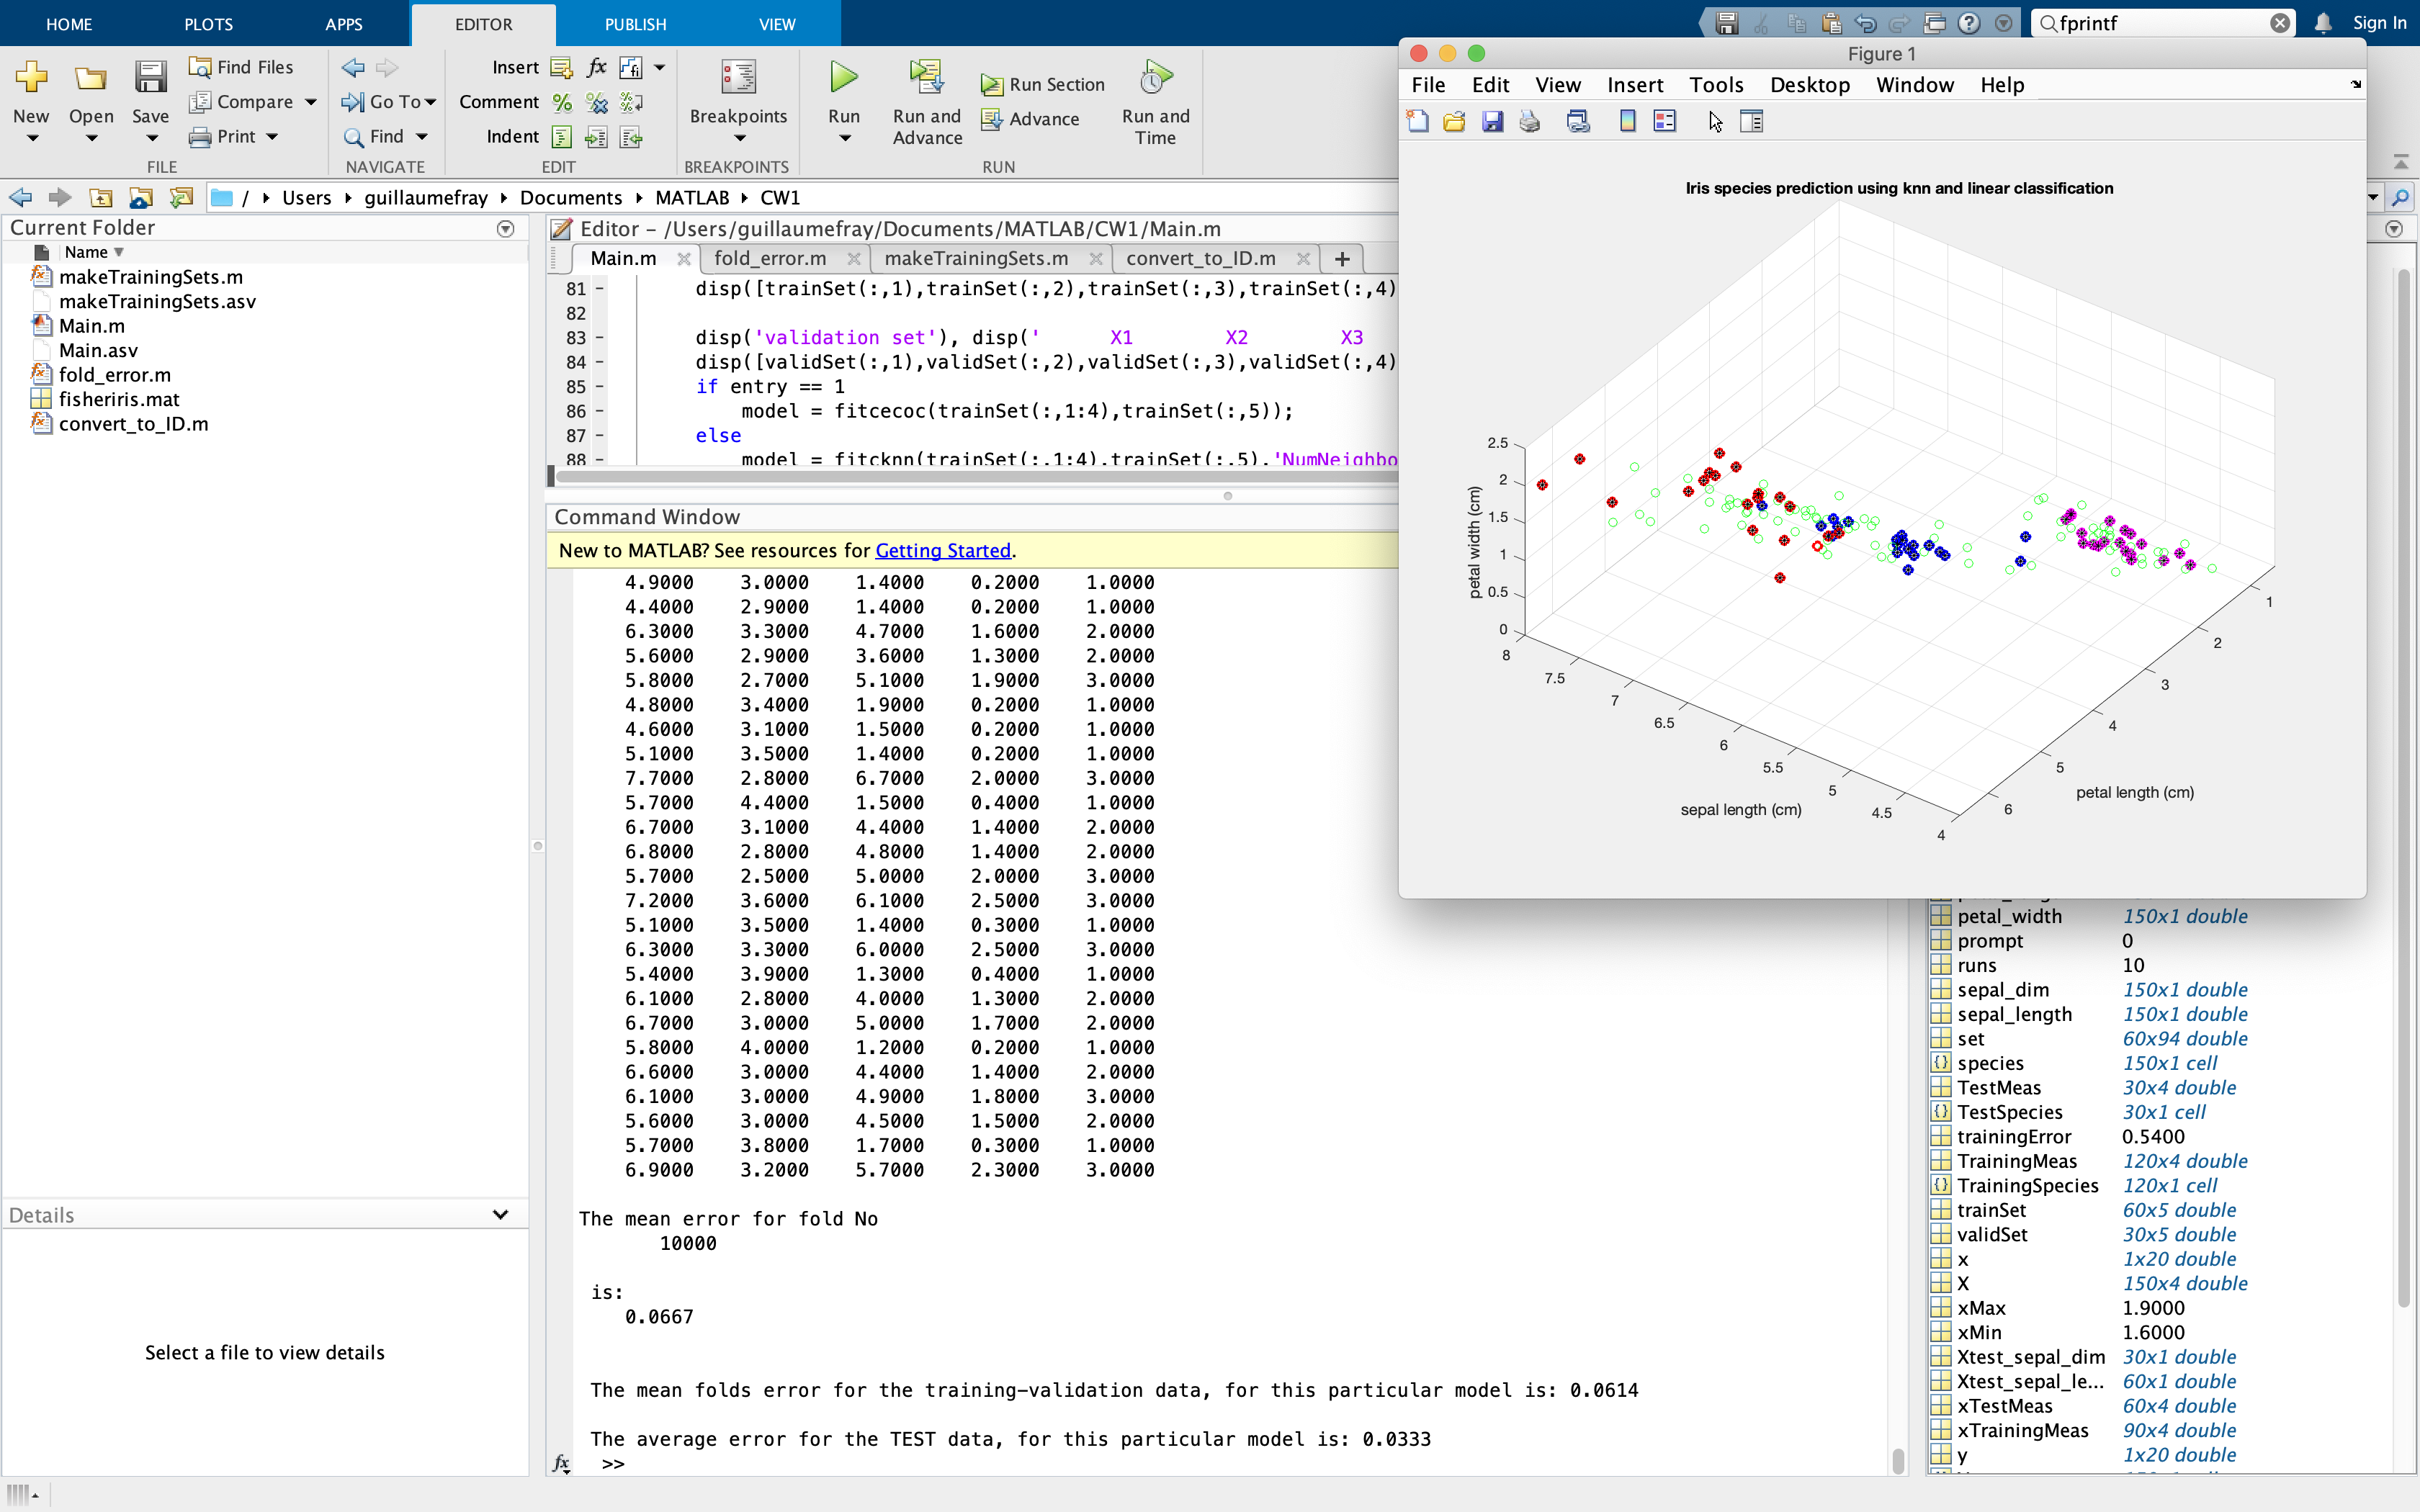 HOME PLOTS APPS EDITOR PUBLISH VIEW
fprintf
Sign In
New
Open
Save
Find Files
Compare
Print
FILE
Go To
Find
NAVIGATE
Insert
Comment
Indent
EDIT
Breakpoints
BREAKPOINTS
Run
Run and Advance
Run Section
Advance
Run and Time
RUN
/ Users guillaumefray Documents MATLAB CW1
Current Folder
Name
makeTrainingSets.m
makeTrainingSets.asv
Main.m
Main.asv
fold_error.m
fisheriris.mat
convert_to_ID.m
Details
Select a file to view details
Editor – /Users/guillaumefray/Documents/MATLAB/CW1/Main.m
Main.m fold_error.m makeTrainingSets.m convert_to_ID.m +
81 – disp([trainSet(:,1),trainSet(:,2),trainSet(:,3),trainSet(:,4)
82
83 – disp('validation set'), disp(' X1 X2 X3
84 – disp([validSet(:,1),validSet(:,2),validSet(:,3),validSet(:,4)
85 – if entry == 1
86 – model = fitcecoc(trainSet(:,1:4),trainSet(:,5));
87 – else
88 – model = fitcknn(trainSet(:,1:4),trainSet(:,5),'NumNeighbo
Command Window
New to MATLAB? See resources for Getting Started.
4.9000 3.0000 1.4000 0.2000 1.0000
4.4000 2.9000 1.4000 0.2000 1.0000
6.3000 3.3000 4.7000 1.6000 2.0000
5.6000 2.9000 3.6000 1.3000 2.0000
5.8000 2.7000 5.1000 1.9000 3.0000
4.8000 3.4000 1.9000 0.2000 1.0000
4.6000 3.1000 1.5000 0.2000 1.0000
5.1000 3.5000 1.4000 0.2000 1.0000
7.7000 2.8000 6.7000 2.0000 3.0000
5.7000 4.4000 1.5000 0.4000 1.0000
6.7000 3.1000 4.4000 1.4000 2.0000
6.8000 2.8000 4.8000 1.4000 2.0000
5.7000 2.5000 5.0000 2.0000 3.0000
7.2000 3.6000 6.1000 2.5000 3.0000
5.1000 3.5000 1.4000 0.3000 1.0000
6.3000 3.3000 6.0000 2.5000 3.0000
5.4000 3.9000 1.3000 0.4000 1.0000
6.1000 2.8000 4.0000 1.3000 2.0000
6.7000 3.0000 5.0000 1.7000 2.0000
5.8000 4.0000 1.2000 0.2000 1.0000
6.6000 3.0000 4.4000 1.4000 2.0000
6.1000 3.0000 4.9000 1.8000 3.0000
5.6000 3.0000 4.5000 1.5000 2.0000
5.7000 3.8000 1.7000 0.3000 1.0000
6.9000 3.2000 5.7000 2.3000 3.0000
The mean error for fold No
10000
is:
0.0667
The mean folds error for the training-validation data, for this particular model is: 0.0614
The average error for the TEST data, for this particular model is: 0.0333
fx >>
Figure 1
File Edit View Insert Tools Desktop Window Help
Iris species prediction using knn and linear classification
petal width (cm)
2.5
2
1.5
1
0.5
0
8
7.5
7
6.5
6
5.5
5
4.5
4
sepal length (cm)
1
2
3
4
5
6
petal length (cm)
petal_width 150x1 double
prompt 0
runs 10
sepal_dim 150x1 double
sepal_length 150x1 double
set 60x94 double
species 150x1 cell
TestMeas 30x4 double
TestSpecies 30x1 cell
trainingError 0.5400
TrainingMeas 120x4 double
TrainingSpecies 120x1 cell
trainSet 60x5 double
validSet 30x5 double
x 1x20 double
X 150x4 double
xMax 1.9000
xMin 1.6000
Xtest_sepal_dim 30x1 double
Xtest_sepal_le... 60x1 double
xTestMeas 60x4 double
xTrainingMeas 90x4 double
y 1x20 double